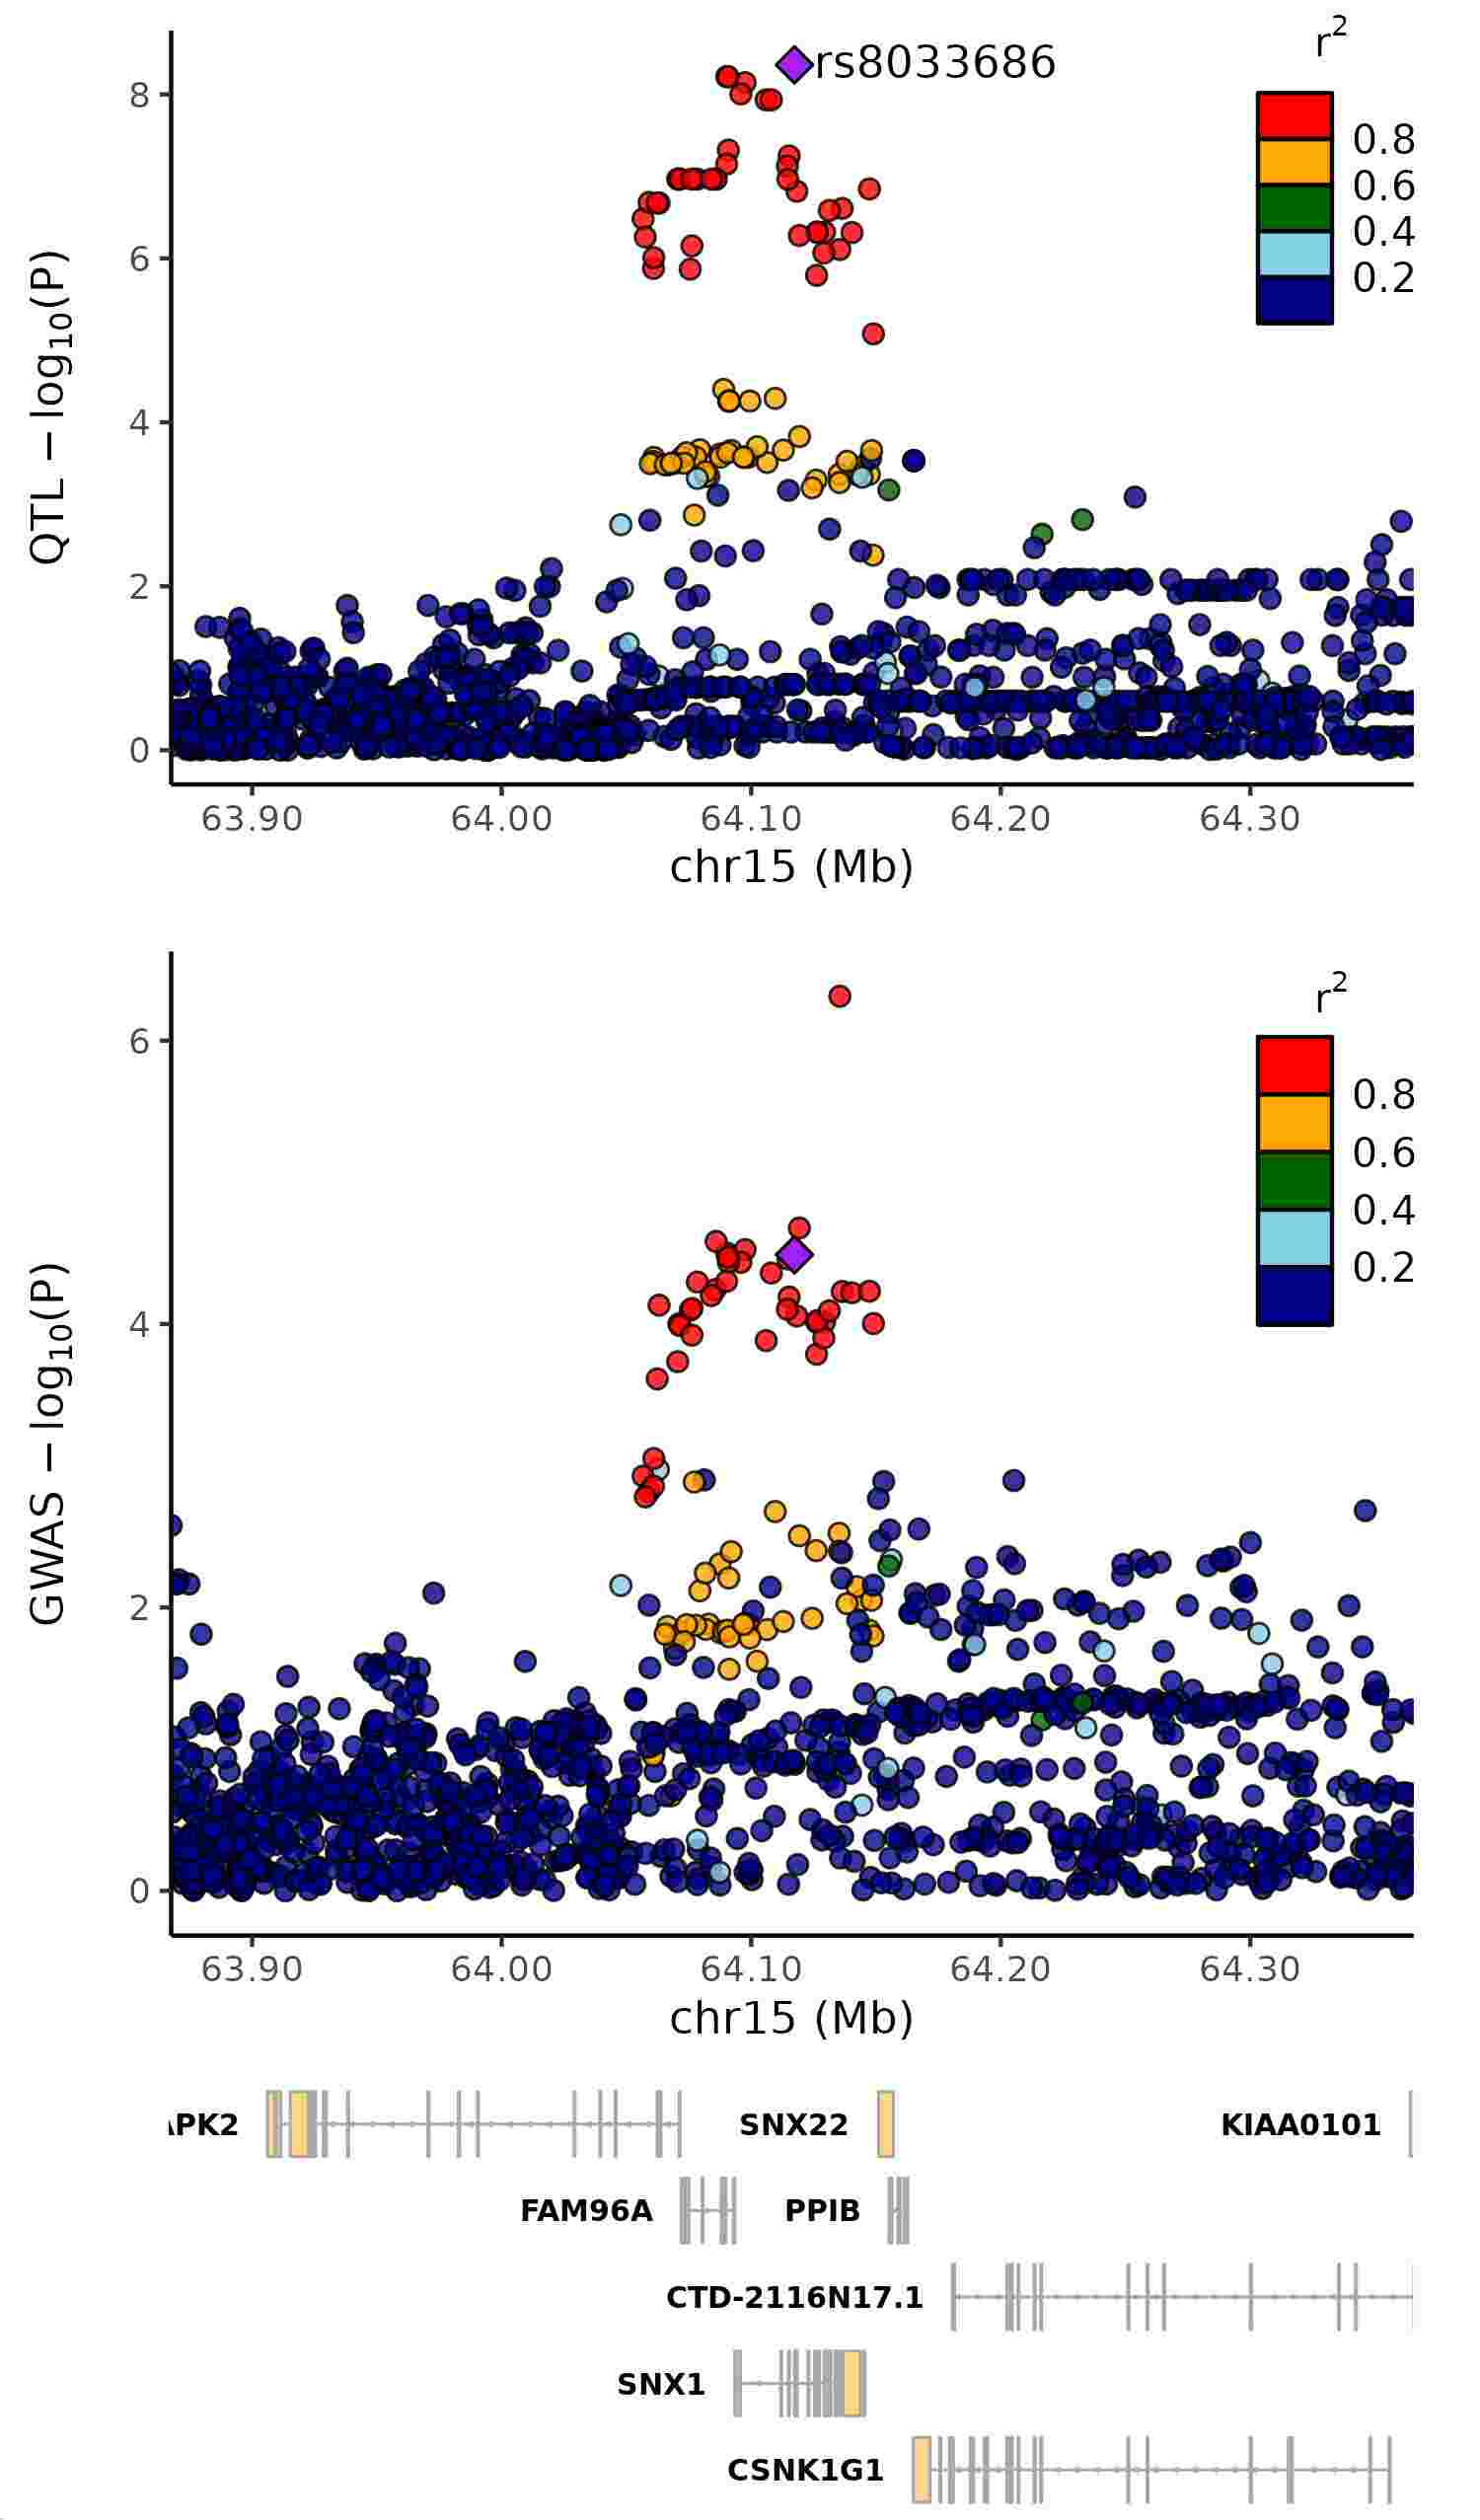 r2
rs8033686
8
6
4
2
0
QTL − log10(P)
0.8
0.6
0.4
0.2
63.90 64.00 64.10 64.20 64.30
chr15 (Mb)
r2
6
4
2
0
GWAS − log10(P)
0.8
0.6
0.4
0.2
63.90 64.00 64.10 64.20 64.30
chr15 (Mb)
APK2 SNX22 KIAA0101
FAM96A PPIB
CTD-2116N17.1
SNX1
CSNK1G1